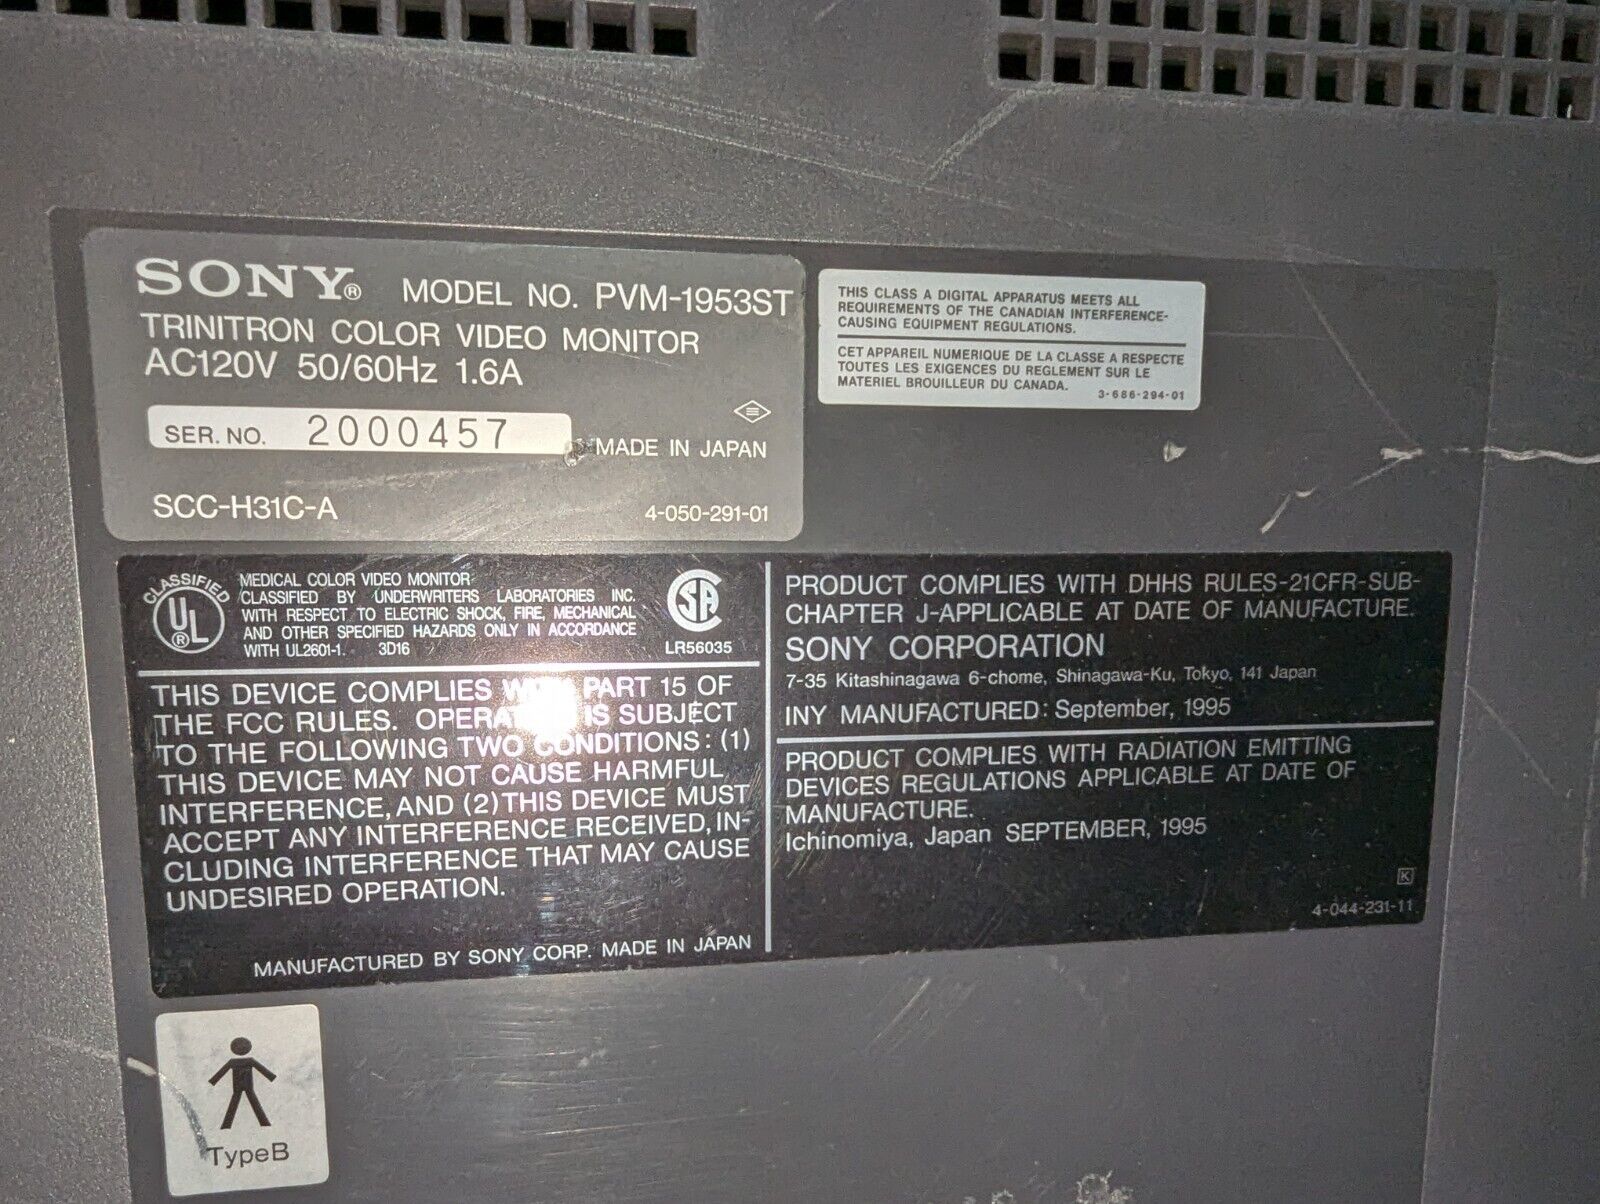 SONY® MODEL NO. PVM-1953ST
TRINITRON COLOR VIDEO MONITOR
AC120V 50/60Hz 1.6A
SER. NO. 2000457
MADE IN JAPAN
SCC-H31C-A 4-050-291-01
THIS CLASS A DIGITAL APPARATUS MEETS ALL
REQUIREMENTS OF THE CANADIAN INTERFERENCE-
CAUSING EQUIPMENT REGULATIONS.
CET APPAREIL NUMERIQUE DE LA CLASSE A RESPECTE
TOUTES LES EXIGENCES DU REGLEMENT SUR LE
MATERIEL BROUILLEUR DU CANADA.
3-686-294-01
CLASSIFIED
UL®
MEDICAL COLOR VIDEO MONITOR
CLASSIFIED BY UNDERWRITERS LABORATORIES INC.
WITH RESPECT TO ELECTRIC SHOCK, FIRE, MECHANICAL
AND OTHER SPECIFIED HAZARDS ONLY IN ACCORDANCE
WITH UL2601-1. 3D16
SA
LR56035
THIS DEVICE COMPLIES WITH PART 15 OF
THE FCC RULES. OPERATION IS SUBJECT
TO THE FOLLOWING TWO CONDITIONS: (1)
THIS DEVICE MAY NOT CAUSE HARMFUL
INTERFERENCE, AND (2) THIS DEVICE MUST
ACCEPT ANY INTERFERENCE RECEIVED, IN-
CLUDING INTERFERENCE THAT MAY CAUSE
UNDESIRED OPERATION.
MANUFACTURED BY SONY CORP. MADE IN JAPAN
PRODUCT COMPLIES WITH DHHS RULES-21CFR-SUB-
CHAPTER J-APPLICABLE AT DATE OF MANUFACTURE.
SONY CORPORATION
7-35 Kitashinagawa 6-chome, Shinagawa-Ku, Tokyo, 141 Japan
INY MANUFACTURED: September, 1995
PRODUCT COMPLIES WITH RADIATION EMITTING
DEVICES REGULATIONS APPLICABLE AT DATE OF
MANUFACTURE.
Ichinomiya, Japan SEPTEMBER, 1995
K
4-044-231-11
TypeB